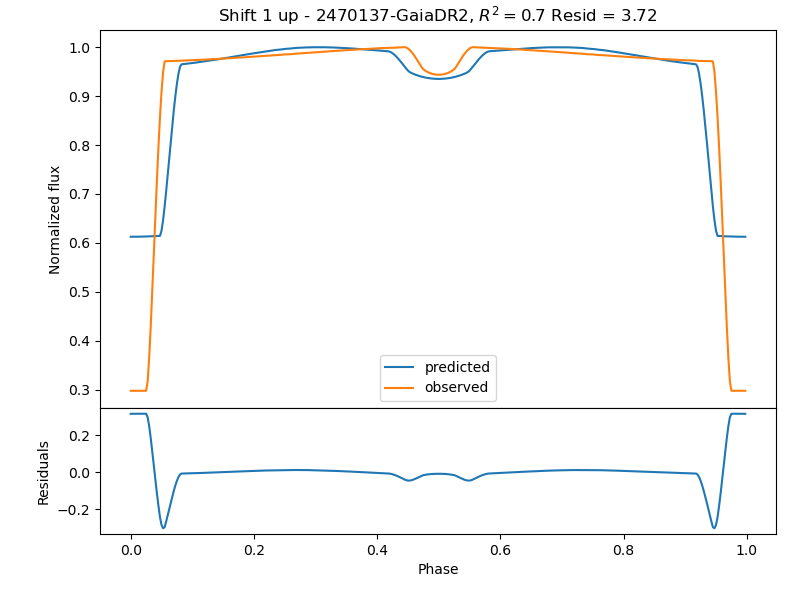 Shift 1 up - 2470137-GaiaDR2, R² = 0.7 Resid = 3.72
Normalized flux
1.0
0.9
0.8
0.7
0.6
0.5
0.4
0.3
predicted
observed
Residuals
0.2
0.0
−0.2
0.0 0.2 0.4 0.6 0.8 1.0
Phase